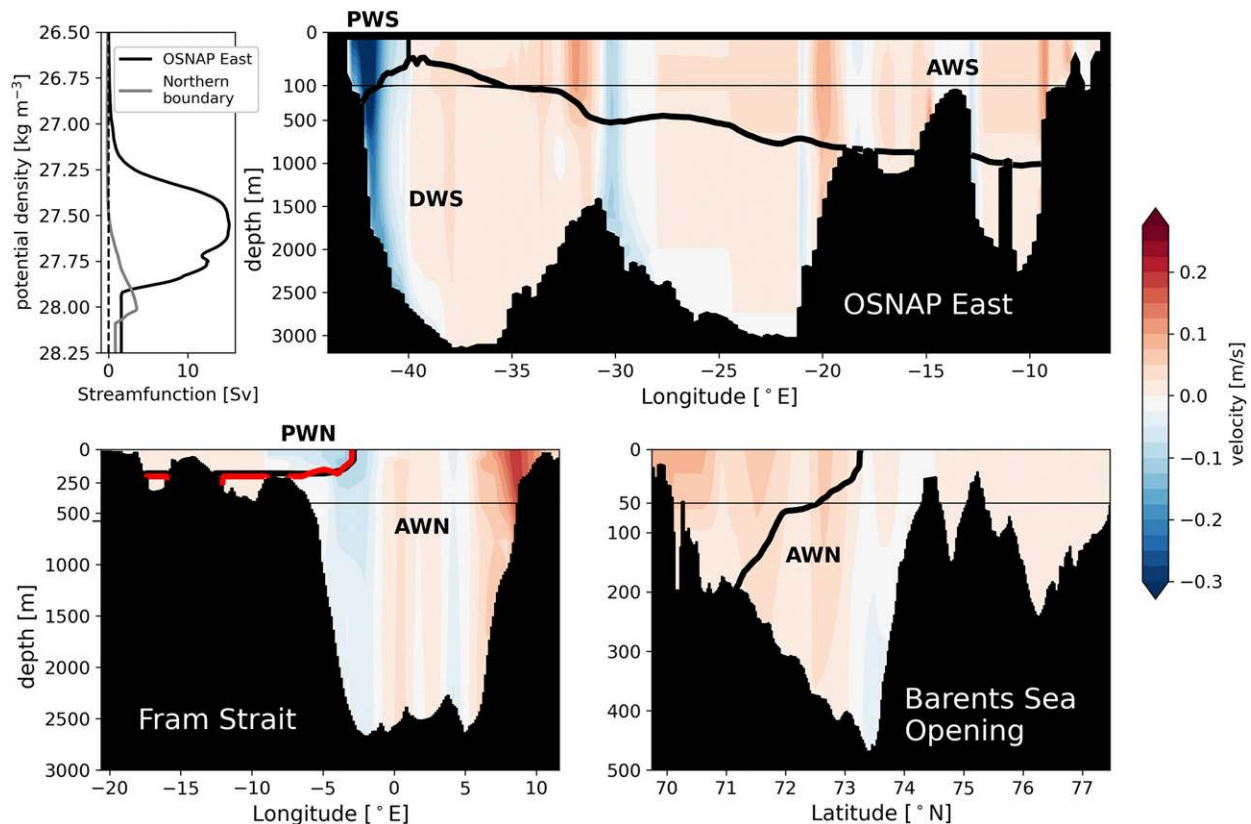 PWS
26.50
26.75
27.00
27.25
27.50
27.75
28.00
28.25
potential density [kg m−3]
OSNAP East
Northern
boundary
0
10
Streamfunction [Sv]
0
100
500
1000
1500
2000
2500
3000
depth [m]
AWS
DWS
OSNAP East
−40
−35
−30
−25
−20
−15
−10
Longitude [°E]
0.2
0.1
0.0
−0.1
−0.2
−0.3
velocity [m/s]
PWN
0
250
500
1000
1500
2000
2500
3000
depth [m]
AWN
Fram Strait
−20
−15
−10
−5
0
5
10
Longitude [°E]
0
50
100
200
300
400
500
AWN
Barents Sea
Opening
70
71
72
73
74
75
76
77
Latitude [°N]